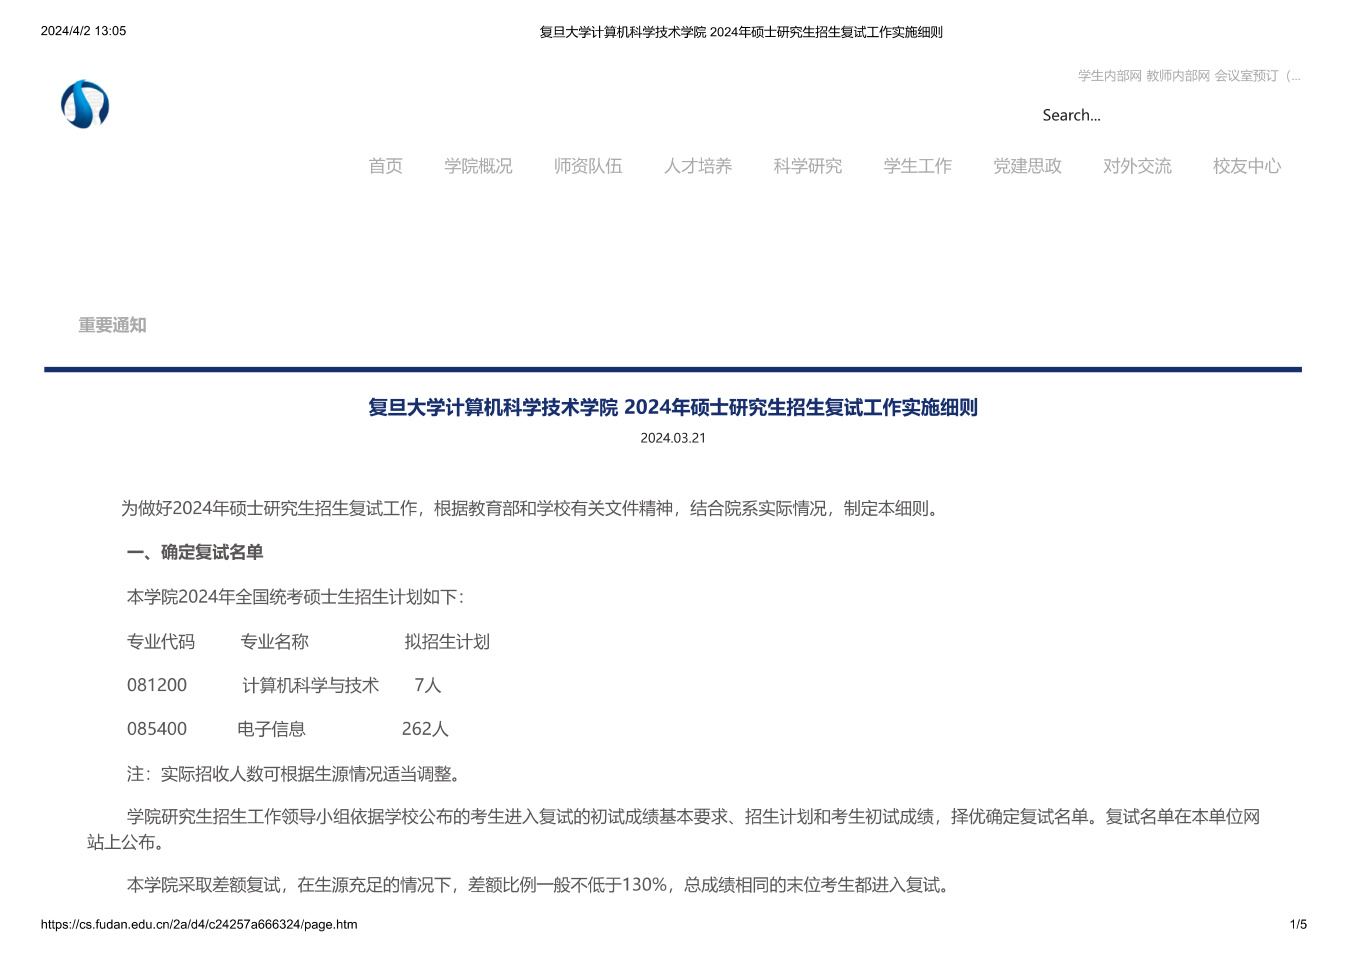 2024/4/2 13:05
复旦大学计算机科学技术学院 2024年硕士研究生招生复试工作实施细则
学生内部网 教师内部网 会议室预订（...
Search...
首页 学院概况 师资队伍 人才培养 科学研究 学生工作 党建思政 对外交流 校友中心
重要通知
复旦大学计算机科学技术学院 2024年硕士研究生招生复试工作实施细则
2024.03.21
为做好2024年硕士研究生招生复试工作，根据教育部和学校有关文件精神，结合院系实际情况，制定本细则。
一、确定复试名单
本学院2024年全国统考硕士生招生计划如下：
专业代码 专业名称 拟招生计划
081200 计算机科学与技术 7人
085400 电子信息 262人
注：实际招收人数可根据生源情况适当调整。
学院研究生招生工作领导小组依据学校公布的考生进入复试的初试成绩基本要求、招生计划和考生初试成绩，择优确定复试名单。复试名单在本单位网
站上公布。
本学院采取差额复试，在生源充足的情况下，差额比例一般不低于130%，总成绩相同的末位考生都进入复试。
https://cs.fudan.edu.cn/2a/d4/c24257a666324/page.htm
1/5